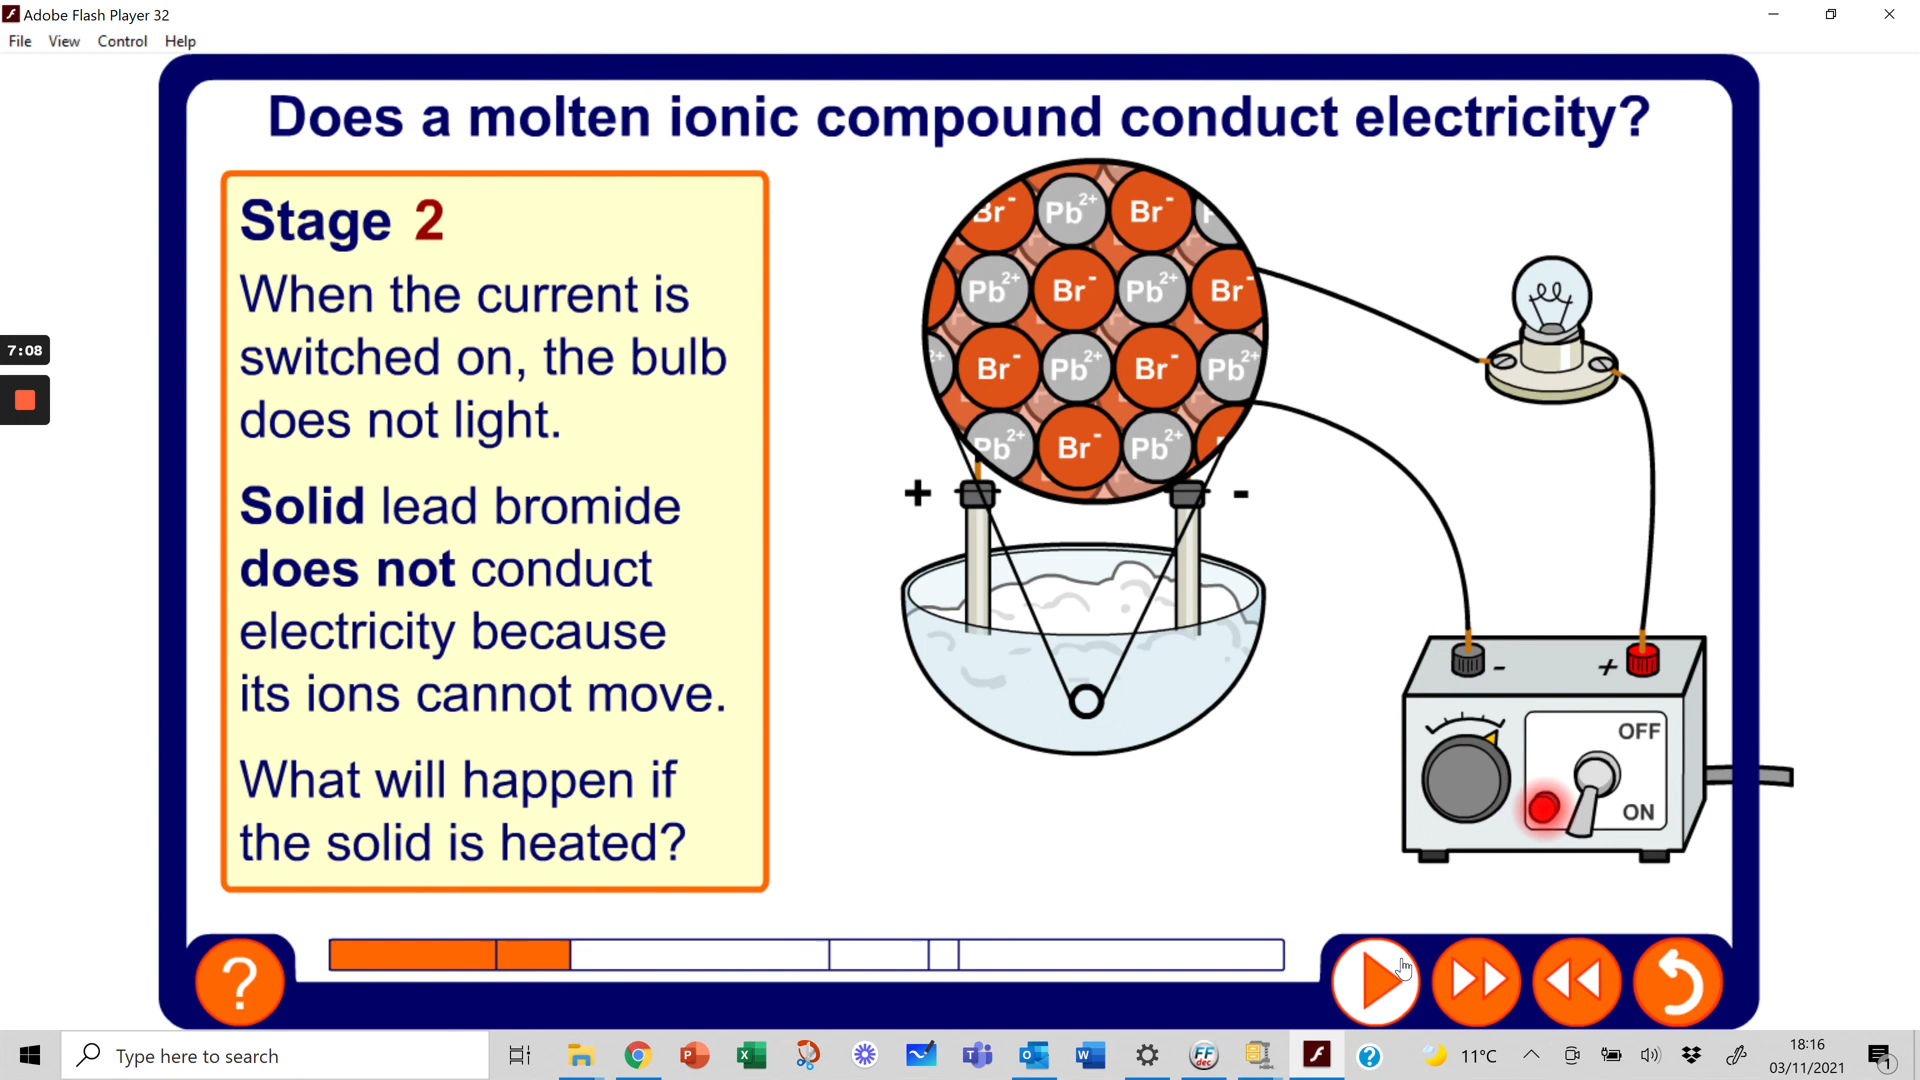 Adobe Flash Player 32
File View Control Help
Does a molten ionic compound conduct electricity?
Stage 2
When the current is
switched on, the bulb
does not light.
Solid lead bromide
does not conduct
electricity because
its ions cannot move.
What will happen if
the solid is heated?
7:08
Br- Pb2+ Br-
Pb2+ Br- Pb2+ Br-
2+ Br- Pb2+ Br- Pb2+
Pb2+ Br- Pb2+
+ -
- +
OFF
ON
?
Type here to search
11°C
18:16
03/11/2021
1